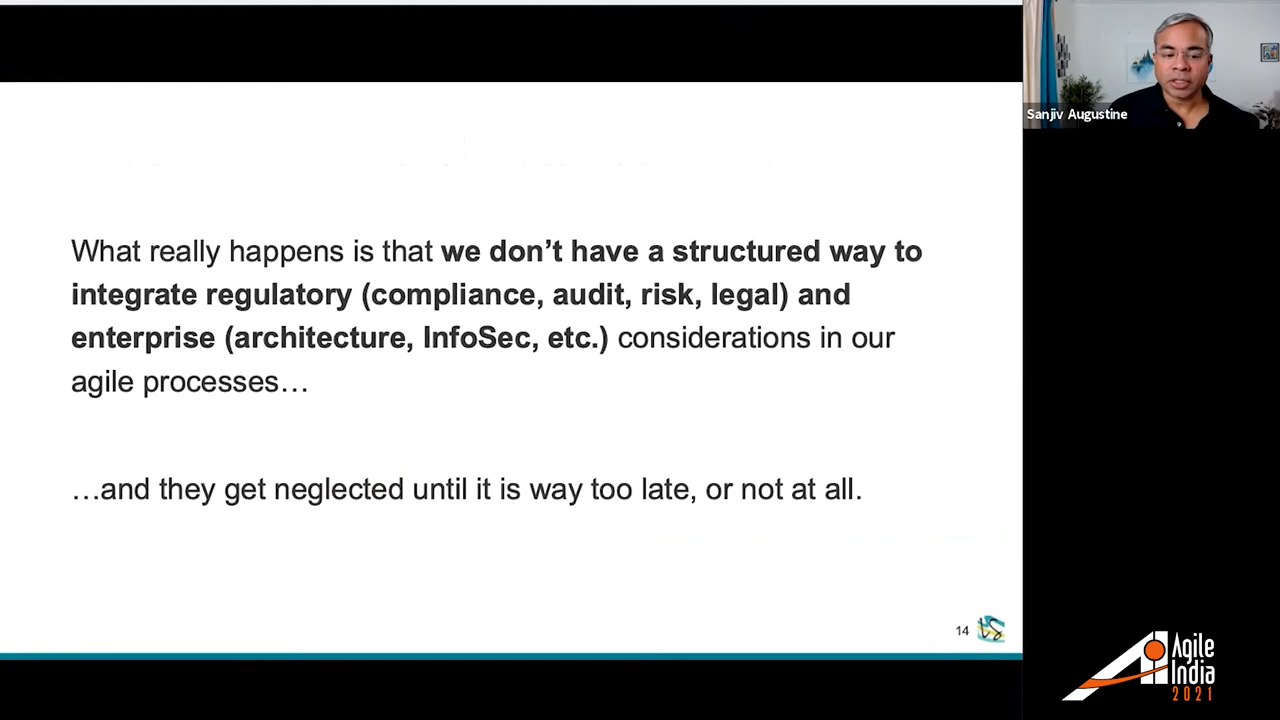 What really happens is that we don’t have a structured way to
integrate regulatory (compliance, audit, risk, legal) and
enterprise (architecture, InfoSec, etc.) considerations in our
agile processes…
…and they get neglected until it is way too late, or not at all.
14
Sanjiv Augustine
Agile
India
2021